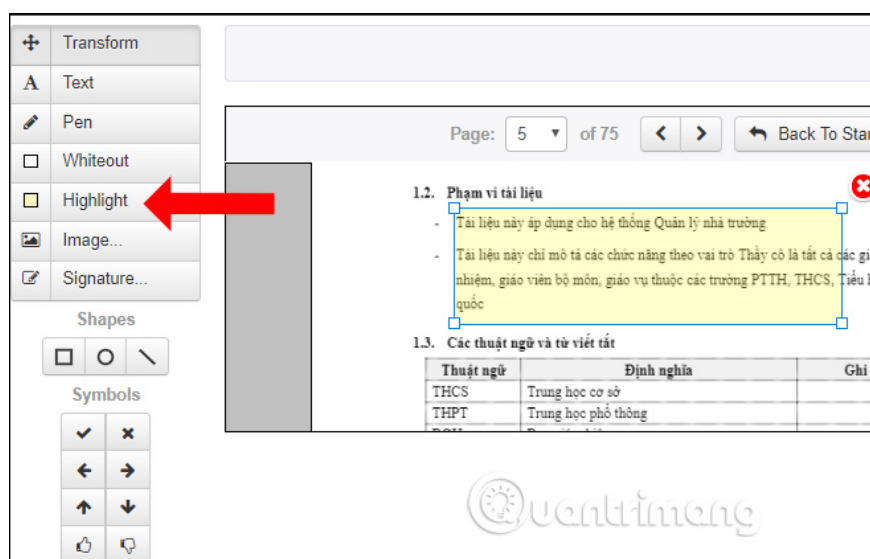 Transform
A Text
Pen
Whiteout
Highlight
Image...
Signature...
Shapes
Symbols
Page: 5 of 75 Back To Star
1.2. Phạm vi tài liệu
- Tài liệu này áp dụng cho hệ thống Quản lý nhà trường
- Tài liệu này chỉ mô tả các chức năng theo vai trò Thầy cô là tất cả các gi
nhiệm, giáo viên bộ môn, giáo vụ thuộc các trường PTTH, THCS, Tiểu h
quốc
1.3. Các thuật ngữ và từ viết tắt
Thuật ngữ Định nghĩa Ghi
THCS Trung học cơ sở
THPT Trung học phổ thông
Quantrimang